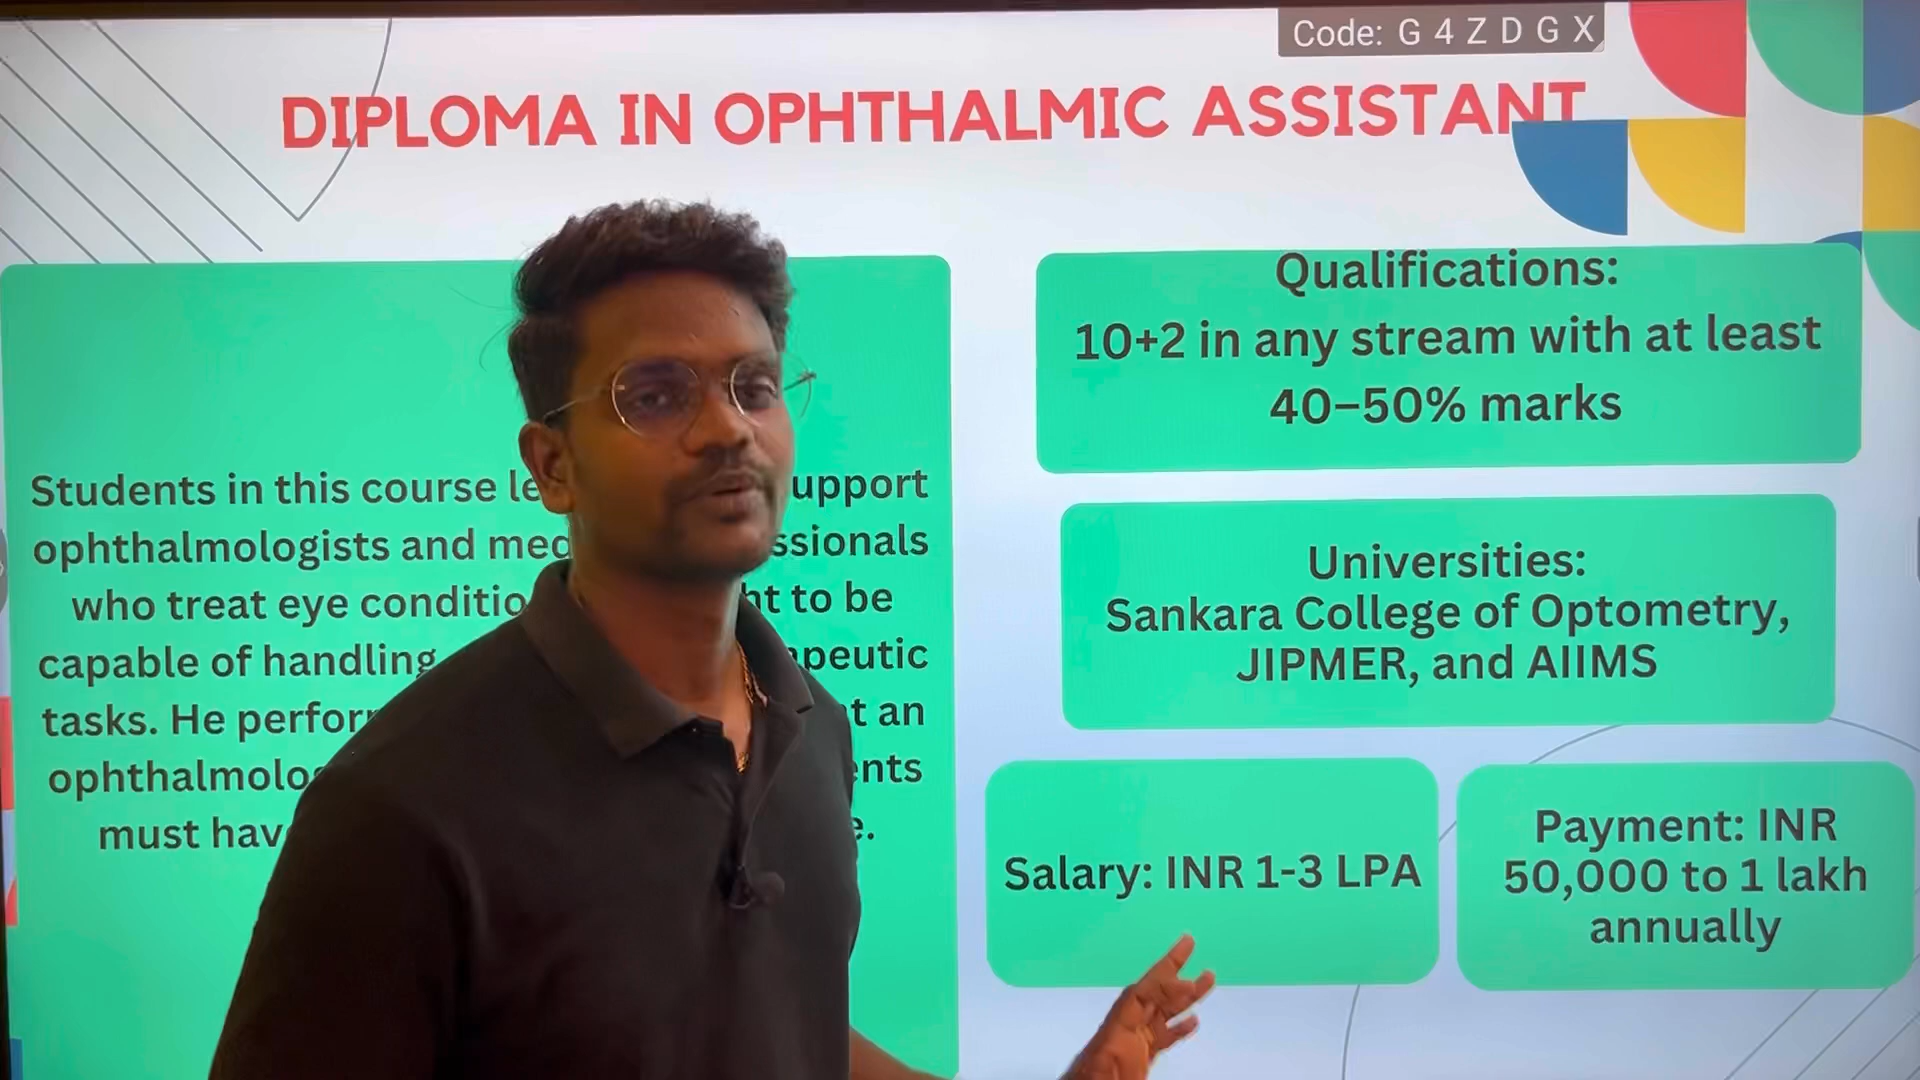 Code: G 4 Z D G X
DIPLOMA IN OPHTHALMIC ASSISTANT
Students in this course upport
ophthalmologists and ssionals
who treat eye to be
capable of handling apeutic
tasks. He an
ents
must
Qualifications:
10+2 in any stream with at least
40–50% marks
Universities:
Sankara College of Optometry,
JIPMER, and AIIMS
Salary: INR 1-3 LPA
Payment: INR
50,000 to 1 lakh
annually